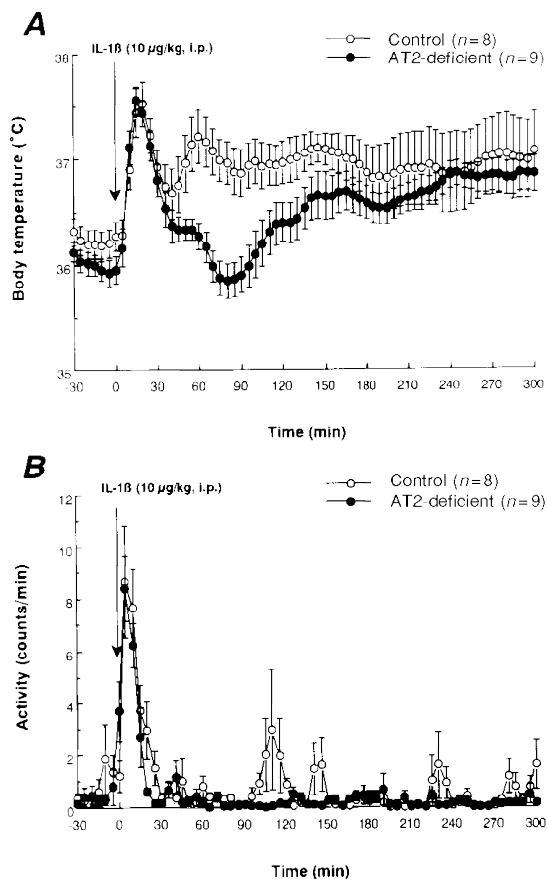 A
IL-1ß (10 µg/kg, i.p.)
Control (n=8)
AT2-deficient (n=9)
Body temperature (°C)
38
37
36
35
-30 0 30 60 90 120 150 180 210 240 270 300
Time (min)
B
IL-1ß (10 µg/kg, i.p.)
Control (n=8)
AT2-deficient (n=9)
Activity (counts/min)
12
10
8
6
4
2
0
-30 0 30 60 90 120 150 180 210 240 270 300
Time (min)